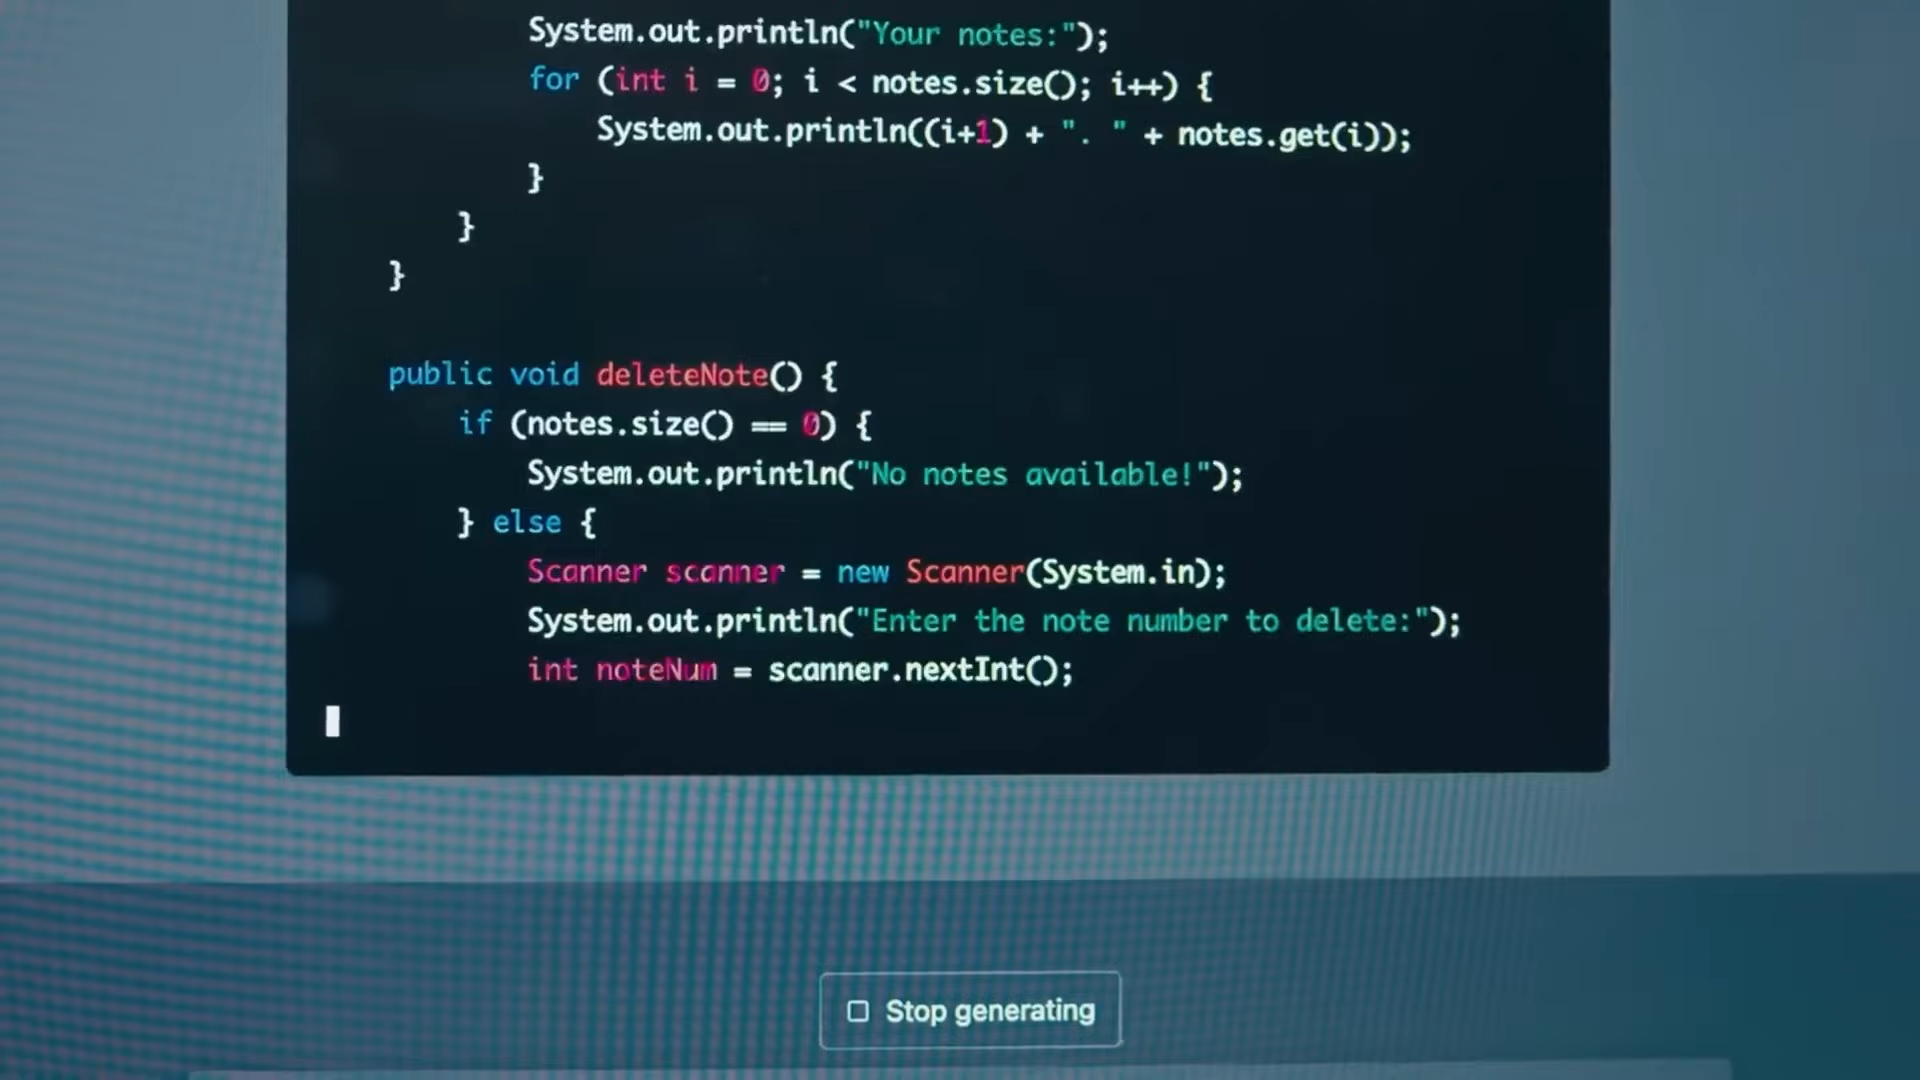 System.out.println("Your notes:");
for (int i = 0; i < notes.size(); i++) {
System.out.println((i+1) + ". " + notes.get(i));
}
}
}
public void deleteNote() {
if (notes.size() == 0) {
System.out.println("No notes available!");
} else {
Scanner scanner = new Scanner(System.in);
System.out.println("Enter the note number to delete:");
int noteNum = scanner.nextInt();
Stop generating